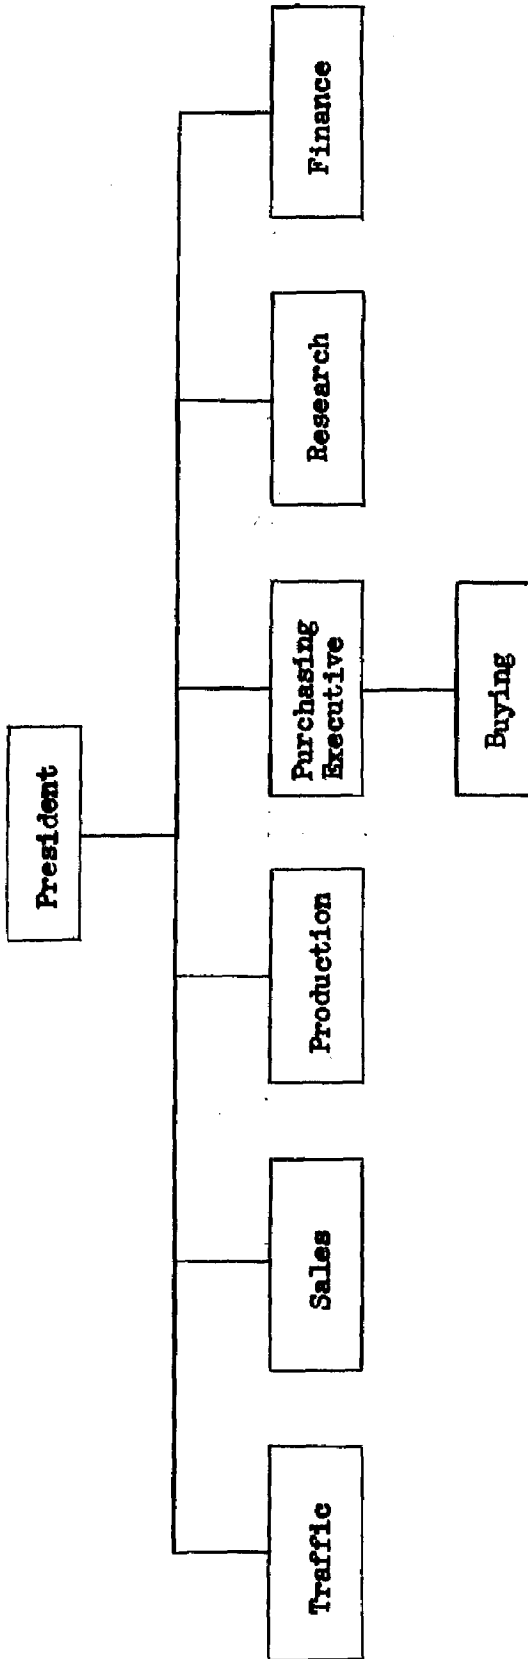 President
Traffic
Sales
Production
Purchasing
Executive
Research
Finance
Buying